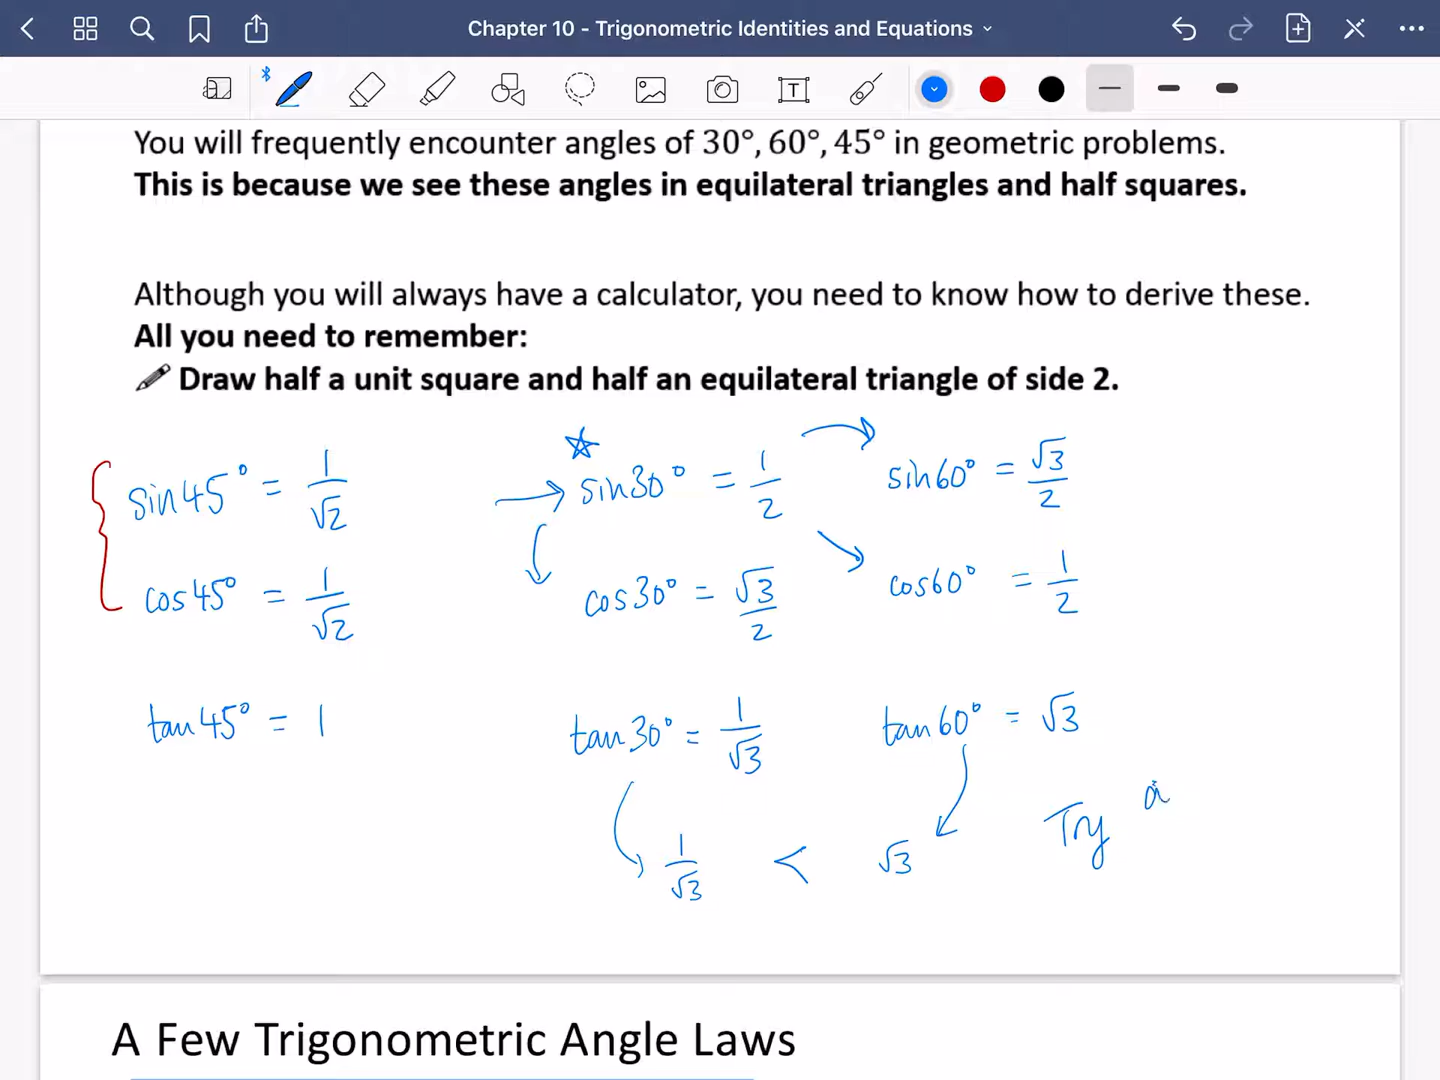 Chapter 10 - Trigonometric Identities and Equations
T
You will frequently encounter angles of 30°, 60°, 45° in geometric problems.
This is because we see these angles in equilateral triangles and half squares.
Although you will always have a calculator, you need to know how to derive these.
All you need to remember:
Draw half a unit square and half an equilateral triangle of side 2.
sin45° = 1/√2
sin30° = 1/2
sin60° = √3/2
cos45° = 1/√2
cos30° = √3/2
cos60° = 1/2
tan45° = 1
tan30° = 1/√3
tan60° = √3
1/√3 < √3
Try
A Few Trigonometric Angle Laws